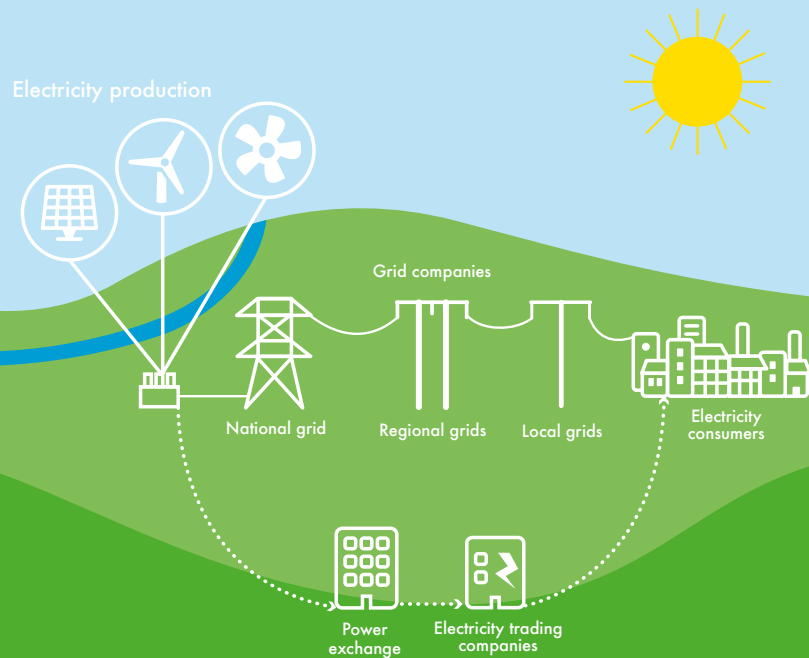 Electricity production
Grid companies
National grid
Regional grids
Local grids
Electricity
consumers
Power
exchange
Electricity trading
companies